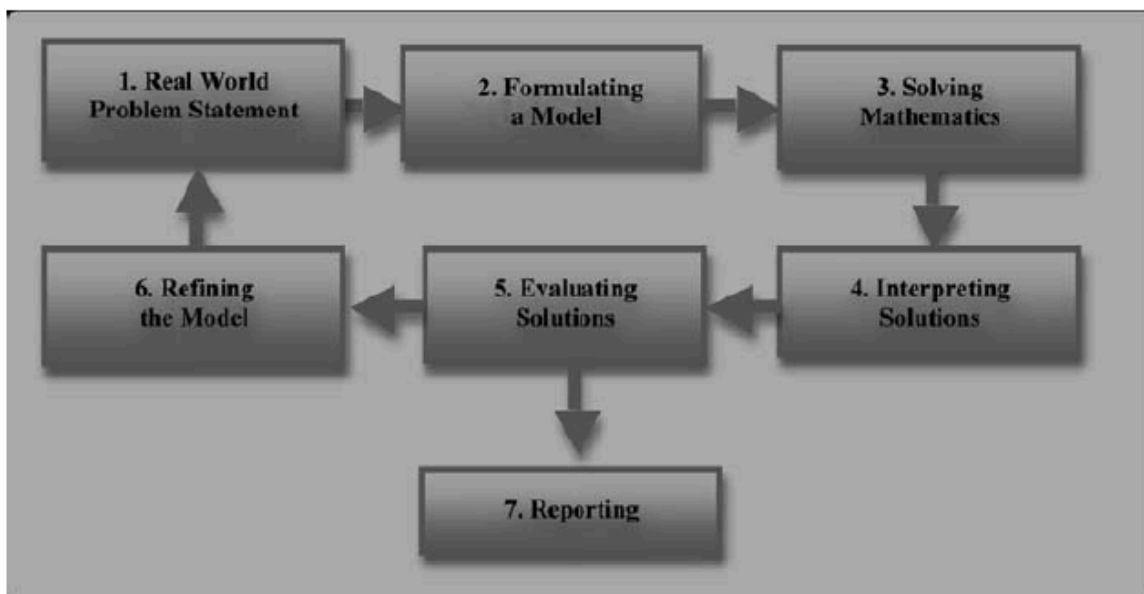 1. Real World
Problem Statement
2. Formulating
a Model
3. Solving
Mathematics
6. Refining
the Model
5. Evaluating
Solutions
4. Interpreting
Solutions
7. Reporting